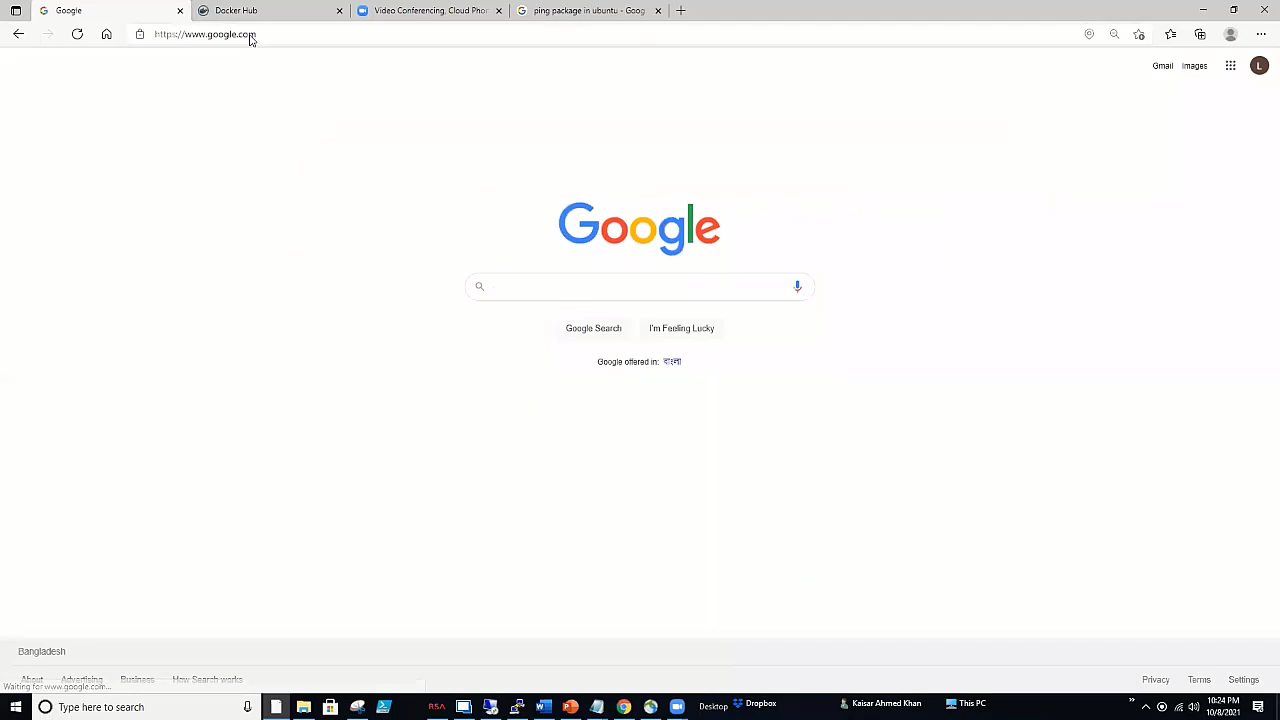 Google
Docker Hub
Video Conferencing, Cloud Pho
ping package in ubuntu - Goog
https://www.google.com
Gmail
Images
L
Google
Google Search
I'm Feeling Lucky
Google offered in: বাংলা
Bangladesh
About
Advertising
Business
How Search works
Privacy
Terms
Settings
Waiting for www.google.com...
Type here to search
RSA
Desktop
Dropbox
Kaisar Ahmed Khan
This PC
10:24 PM
10/8/2021